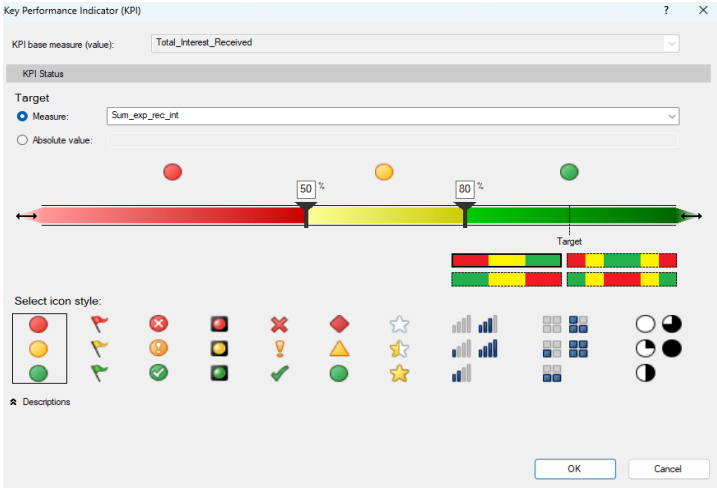 Key Performance Indicator (KPI) ?
KPI base measure (value): Total_Interest_Received
KPI Status
Target
Measure: Sum_exp_rec_int
Absolute value:
50 % 80 %
Target
Select icon style:
Descriptions
OK Cancel